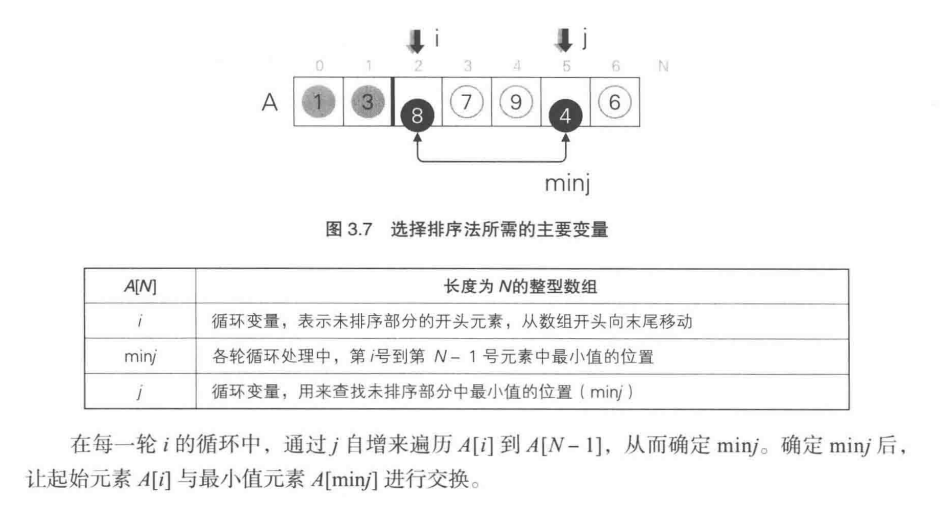 i j
0 1 2 3 4 5 6 N
A 1 3 8 7 9 4 6
minj
图 3.7 选择排序法所需的主要变量
A[N] 长度为 N的整型数组
i 循环变量，表示未排序部分的开头元素，从数组开头向末尾移动
minj 各轮循环处理中，第 i号到第 N – 1 号元素中最小值的位置
j 循环变量，用来查找未排序部分中最小值的位置（minj）
在每一轮 i 的循环中，通过 j 自增来遍历 A[i] 到 A[N – 1]，从而确定 minj。确定 minj 后，
让起始元素 A[i] 与最小值元素 A[minj] 进行交换。